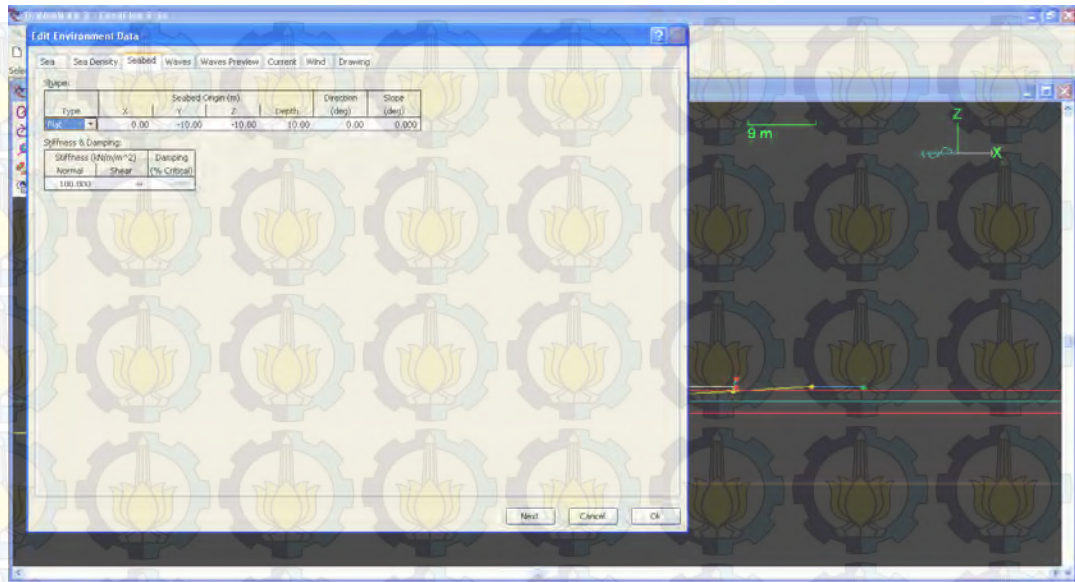 Edit Environment Data
Sea Sea Density Seabed Waves Waves Preview Current Wind Drawing
Shape:
Seabed Origin (m) Direction Slope
Type X Y Z Depth (deg) (deg)
Flat 0.00 -10.00 -10.00 10.00 0.00 0.000
Stiffness & Damping:
Stiffness (kN/m/m^2) Damping
Normal Shear (% Critical)
100.000
9 m
Z
X
Next Cancel Ok